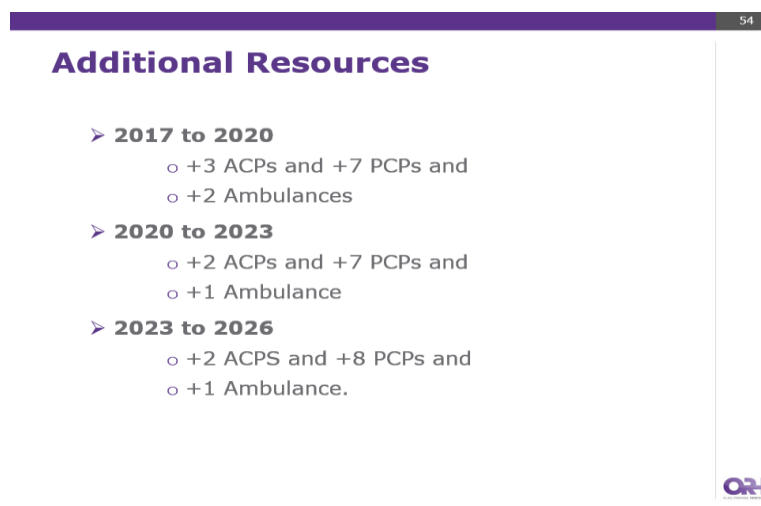 54
Additional Resources
➢ 2017 to 2020
o +3 ACPs and +7 PCPs and
o +2 Ambulances
➢ 2020 to 2023
o +2 ACPs and +7 PCPs and
o +1 Ambulance
➢ 2023 to 2026
o +2 ACPS and +8 PCPs and
o +1 Ambulance.